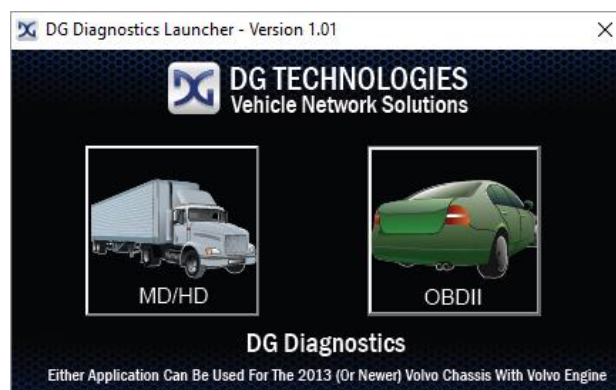 DG Diagnostics Launcher - Version 1.01
DG TECHNOLOGIES
Vehicle Network Solutions
MD/HD
OBDII
DG Diagnostics
Either Application Can Be Used For The 2013 (Or Newer) Volvo Chassis With Volvo Engine